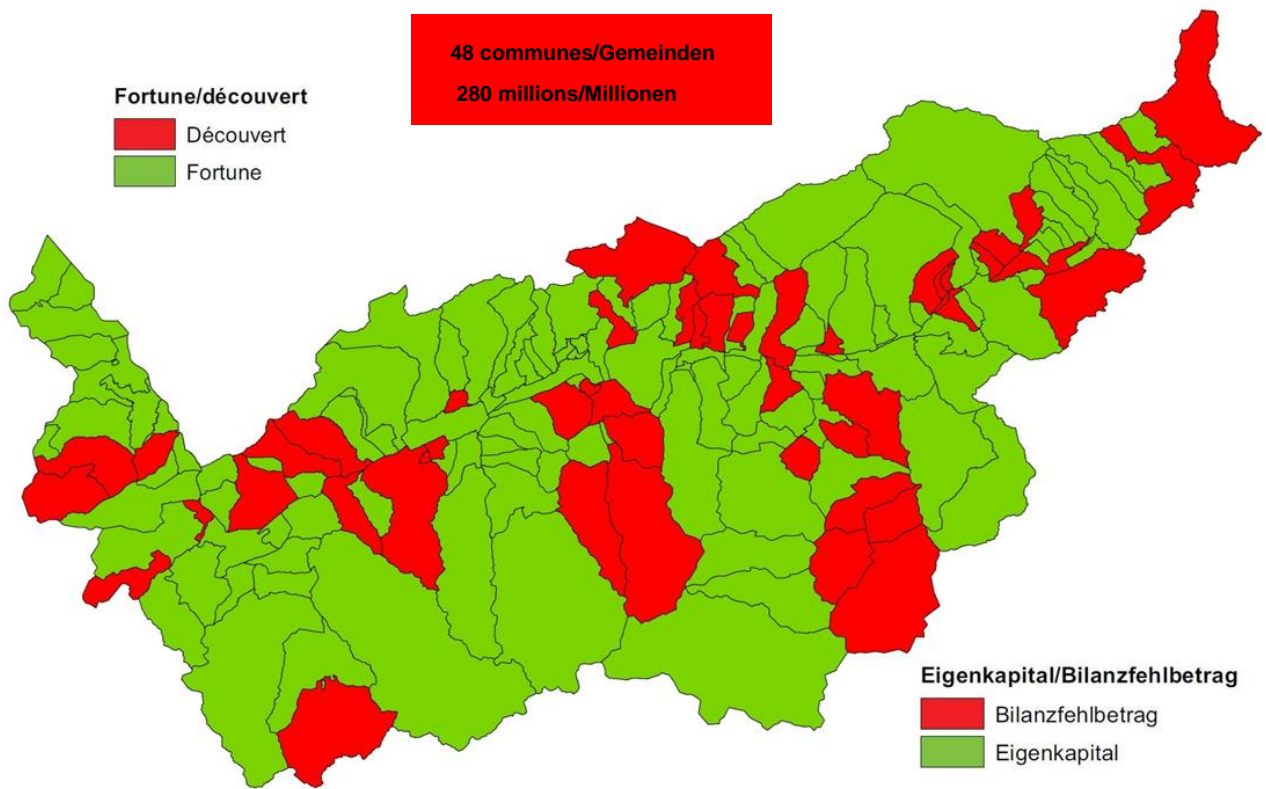 48 communes/Gemeinden
280 millions/Millionen
Fortune/découvert
Découvert
Fortune
Eigenkapital/Bilanzfehlbetrag
Bilanzfehlbetrag
Eigenkapital